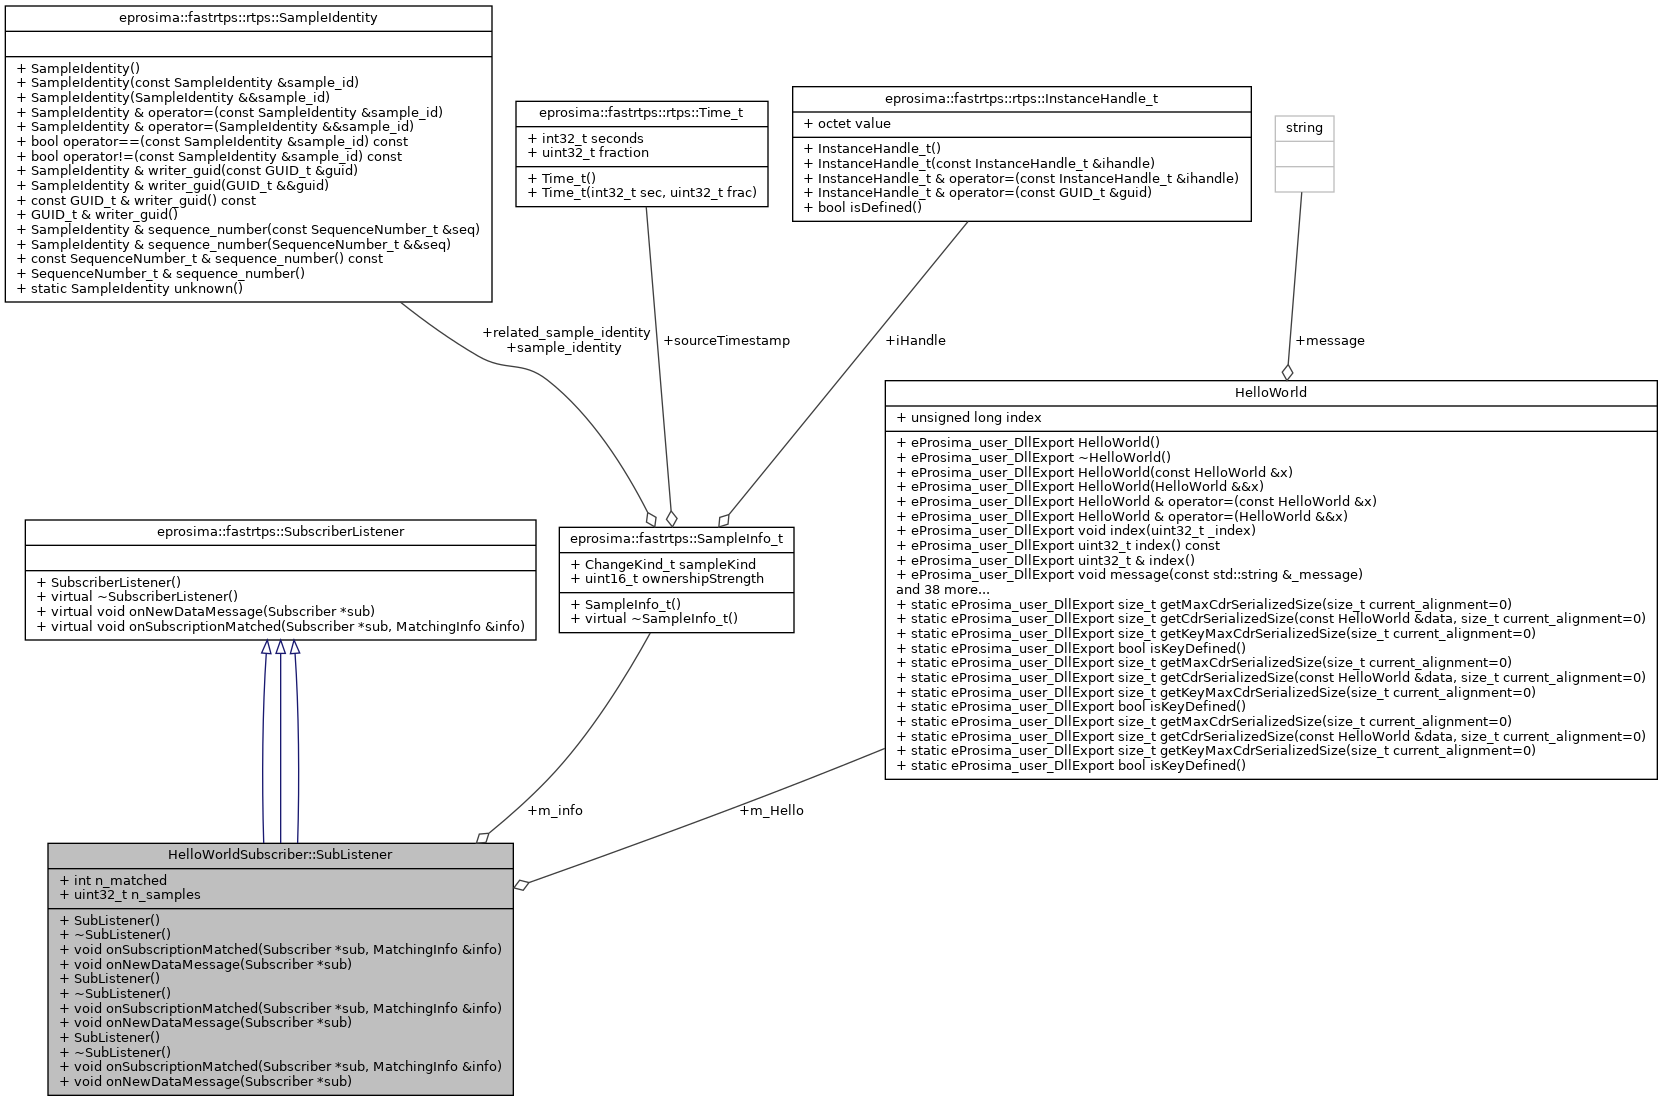 eprosima::fastrtps::rtps::SampleIdentity
+ SampleIdentity()
+ SampleIdentity(const SampleIdentity &sample_id)
+ SampleIdentity(SampleIdentity &&sample_id)
+ SampleIdentity & operator=(const SampleIdentity &sample_id)
+ SampleIdentity & operator=(SampleIdentity &&sample_id)
+ bool operator==(const SampleIdentity &sample_id) const
+ bool operator!=(const SampleIdentity &sample_id) const
+ SampleIdentity & writer_guid(const GUID_t &guid)
+ SampleIdentity & writer_guid(GUID_t &&guid)
+ const GUID_t & writer_guid() const
+ GUID_t & writer_guid()
+ SampleIdentity & sequence_number(const SequenceNumber_t &seq)
+ SampleIdentity & sequence_number(SequenceNumber_t &&seq)
+ const SequenceNumber_t & sequence_number() const
+ SequenceNumber_t & sequence_number()
+ static SampleIdentity unknown()
eprosima::fastrtps::rtps::Time_t
+ int32_t seconds
+ uint32_t fraction
+ Time_t()
+ Time_t(int32_t sec, uint32_t frac)
eprosima::fastrtps::rtps::InstanceHandle_t
+ octet value
+ InstanceHandle_t()
+ InstanceHandle_t(const InstanceHandle_t &ihandle)
+ InstanceHandle_t & operator=(const InstanceHandle_t &ihandle)
+ InstanceHandle_t & operator=(const GUID_t &guid)
+ bool isDefined()
string
+related_sample_identity
+sample_identity
+sourceTimestamp
+iHandle
+message
HelloWorld
+ unsigned long index
+ eProsima_user_DllExport HelloWorld()
+ eProsima_user_DllExport ~HelloWorld()
+ eProsima_user_DllExport HelloWorld(const HelloWorld &x)
+ eProsima_user_DllExport HelloWorld(HelloWorld &&x)
+ eProsima_user_DllExport HelloWorld & operator=(const HelloWorld &x)
+ eProsima_user_DllExport HelloWorld & operator=(HelloWorld &&x)
+ eProsima_user_DllExport void index(uint32_t _index)
+ eProsima_user_DllExport uint32_t index() const
+ eProsima_user_DllExport uint32_t & index()
+ eProsima_user_DllExport void message(const std::string &_message)
and 38 more...
+ static eProsima_user_DllExport size_t getMaxCdrSerializedSize(size_t current_alignment=0)
+ static eProsima_user_DllExport size_t getCdrSerializedSize(const HelloWorld &data, size_t current_alignment=0)
+ static eProsima_user_DllExport size_t getKeyMaxCdrSerializedSize(size_t current_alignment=0)
+ static eProsima_user_DllExport bool isKeyDefined()
+ static eProsima_user_DllExport size_t getMaxCdrSerializedSize(size_t current_alignment=0)
+ static eProsima_user_DllExport size_t getCdrSerializedSize(const HelloWorld &data, size_t current_alignment=0)
+ static eProsima_user_DllExport size_t getKeyMaxCdrSerializedSize(size_t current_alignment=0)
+ static eProsima_user_DllExport bool isKeyDefined()
+ static eProsima_user_DllExport size_t getMaxCdrSerializedSize(size_t current_alignment=0)
+ static eProsima_user_DllExport size_t getCdrSerializedSize(const HelloWorld &data, size_t current_alignment=0)
+ static eProsima_user_DllExport size_t getKeyMaxCdrSerializedSize(size_t current_alignment=0)
+ static eProsima_user_DllExport bool isKeyDefined()
eprosima::fastrtps::SubscriberListener
+ SubscriberListener()
+ virtual ~SubscriberListener()
+ virtual void onNewDataMessage(Subscriber *sub)
+ virtual void onSubscriptionMatched(Subscriber *sub, MatchingInfo &info)
eprosima::fastrtps::SampleInfo_t
+ ChangeKind_t sampleKind
+ uint16_t ownershipStrength
+ SampleInfo_t()
+ virtual ~SampleInfo_t()
+m_info
+m_Hello
HelloWorldSubscriber::SubListener
+ int n_matched
+ uint32_t n_samples
+ SubListener()
+ ~SubListener()
+ void onSubscriptionMatched(Subscriber *sub, MatchingInfo &info)
+ void onNewDataMessage(Subscriber *sub)
+ SubListener()
+ ~SubListener()
+ void onSubscriptionMatched(Subscriber *sub, MatchingInfo &info)
+ void onNewDataMessage(Subscriber *sub)
+ SubListener()
+ ~SubListener()
+ void onSubscriptionMatched(Subscriber *sub, MatchingInfo &info)
+ void onNewDataMessage(Subscriber *sub)